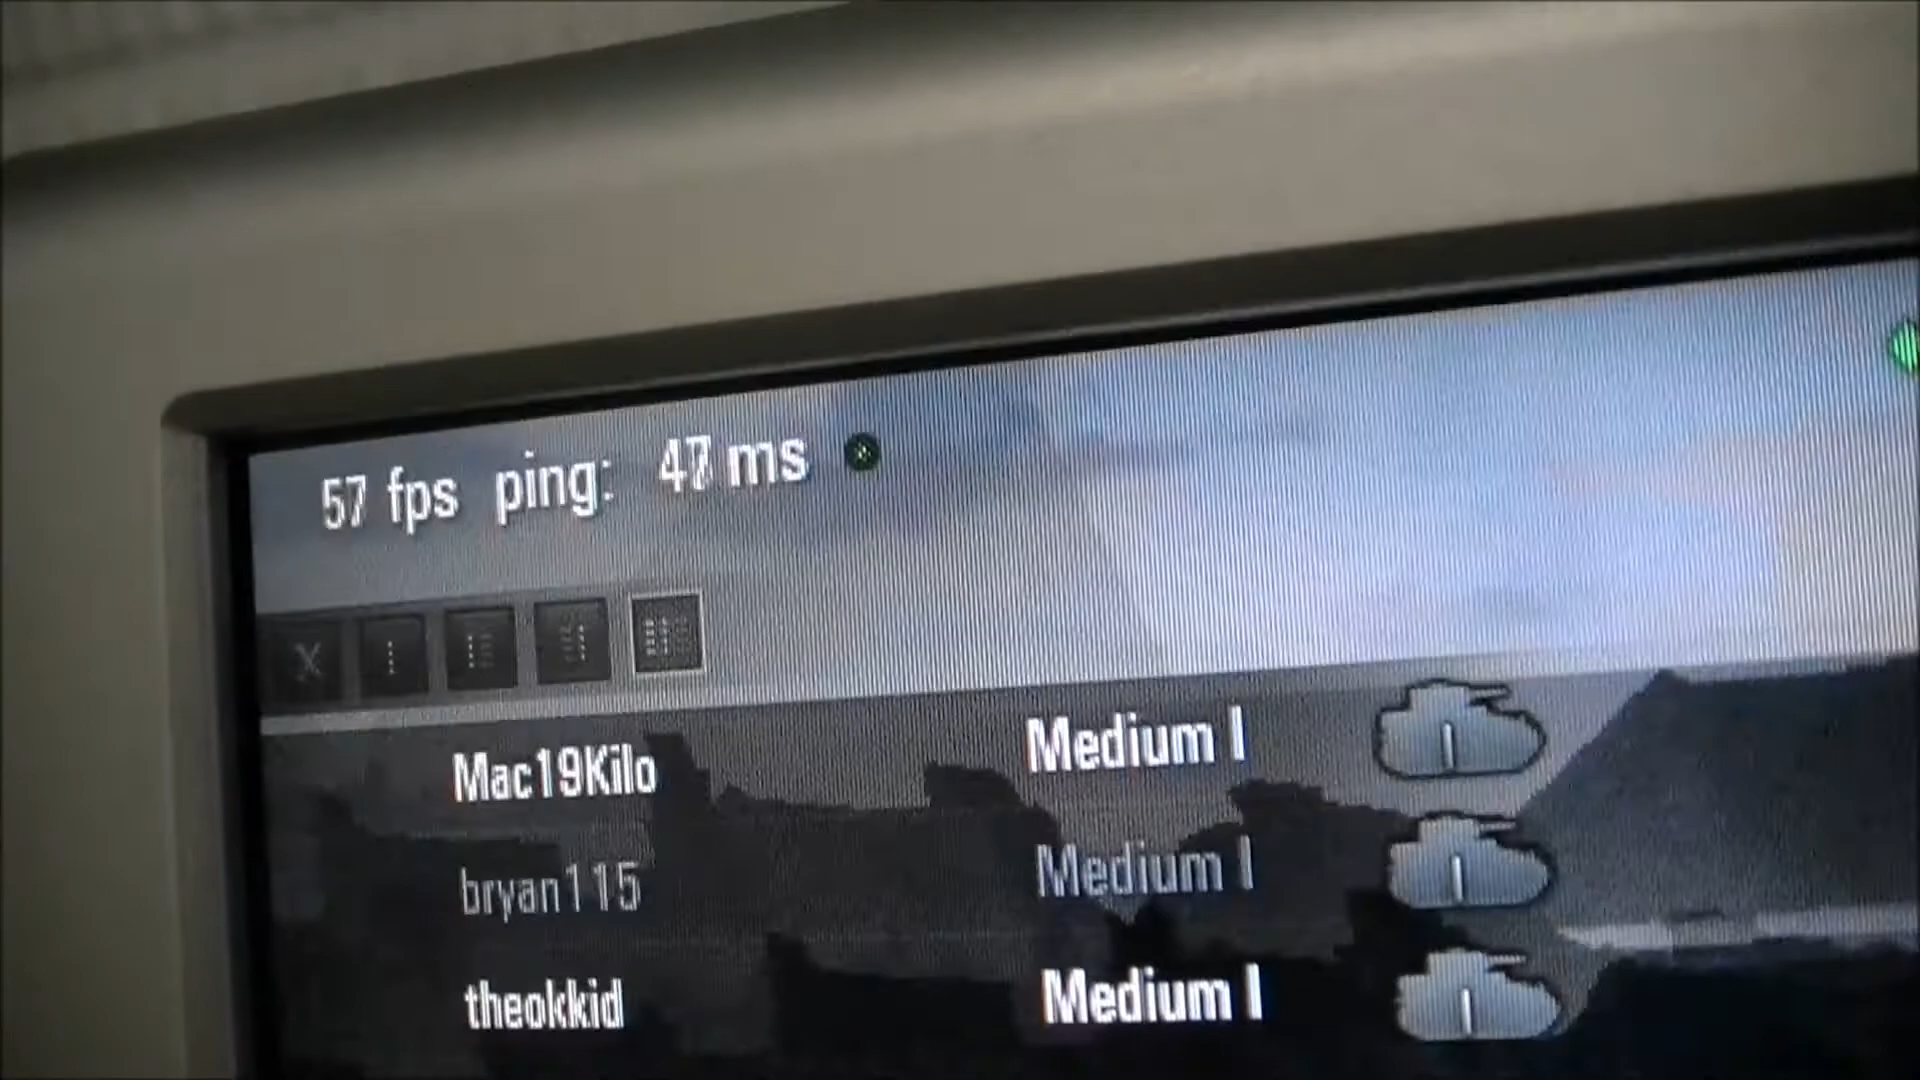 57 fps ping: 47 ms
X
Mac19Kilo Medium I I
bryan115 Medium I I
theokkid Medium I I